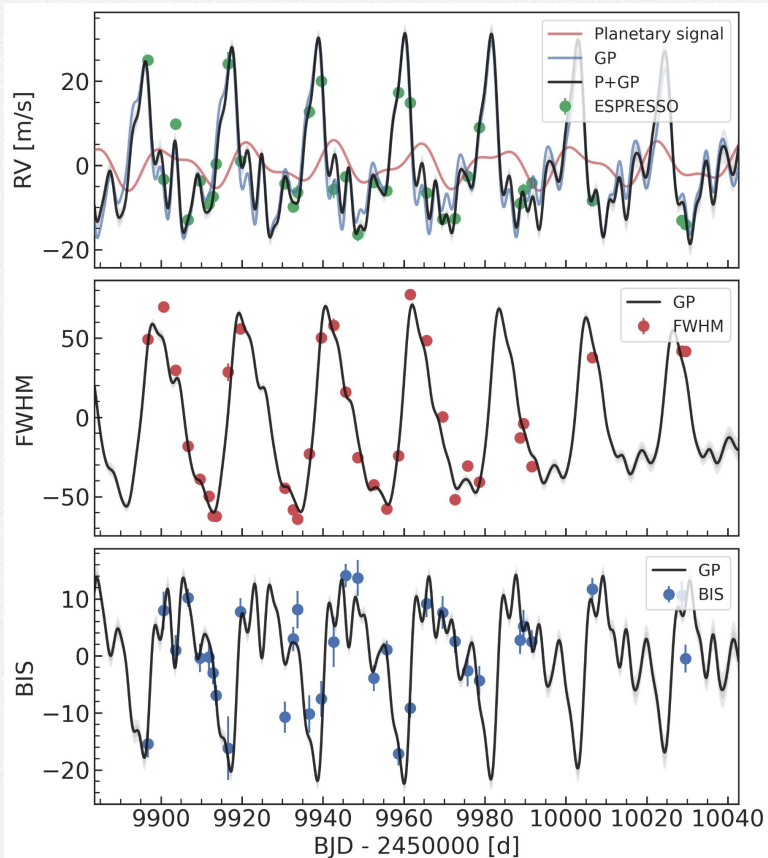 RV [m/s]
20
0
−20
Planetary signal
GP
P+GP
ESPRESSO
FWHM
50
0
−50
GP
FWHM
BIS
10
0
−10
−20
GP
BIS
9900 9920 9940 9960 9980 10000 10020 10040
BJD - 2450000 [d]